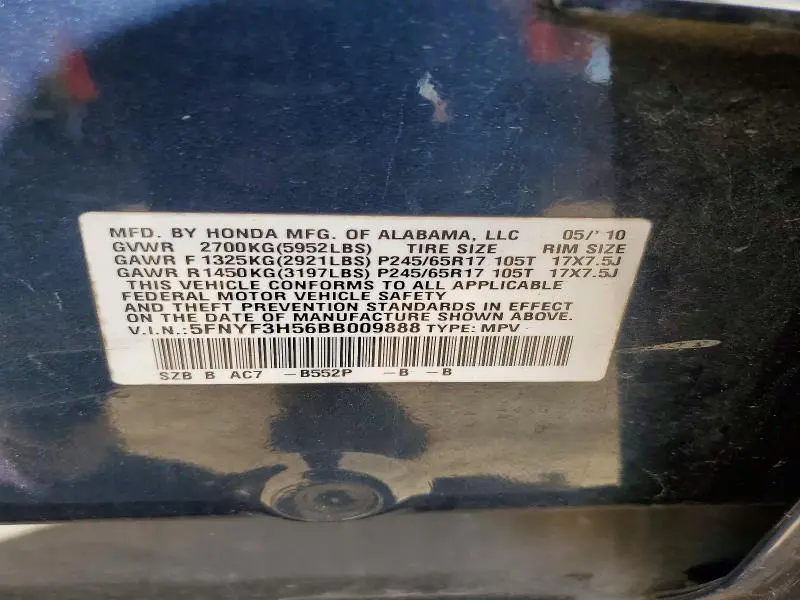 MFD. BY HONDA MFG. OF ALABAMA, LLC 05/'10
GVWR 2700KG(5952LBS) TIRE SIZE RIM SIZE
GAWR F 1325KG(2921LBS) P245/65R17 105T 17X7.5J
GAWR R1450KG(3197LBS) P245/65R17 105T 17X7.5J
THIS VEHICLE CONFORMS TO ALL APPLICABLE
FEDERAL MOTOR VEHICLE SAFETY
AND THEFT PREVENTION STANDARDS IN EFFECT
ON THE DATE OF MANUFACTURE SHOWN ABOVE.
V.I.N.:5FNYF3H56BB009888 TYPE: MPV
SZB B AC7 -B552P -B -B